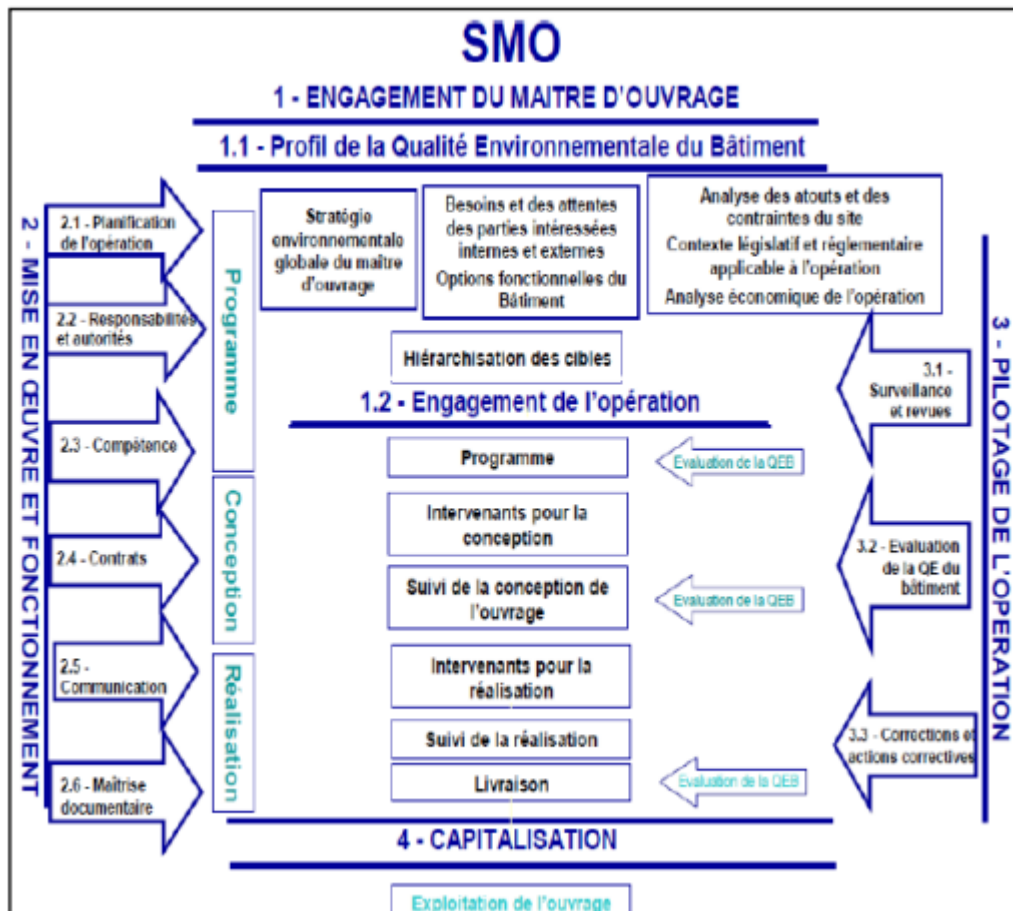 SMO
1 - ENGAGEMENT DU MAITRE D'OUVRAGE
1.1 - Profil de la Qualité Environnementale du Bâtiment
2 - MISE EN ŒUVRE ET FONCTIONNEMENT
2.1 - Planification
de l'opération
2.2 - Responsabilités
et autorités
2.3 - Compétence
2.4 - Contrats
2.5 -
Communication
2.6 - Maîtrise
documentaire
Programme
Conception
Réalisation
Stratégie
environnementale
globale du maître
d'ouvrage
Besoins et des attentes
des parties intéressées
internes et externes
Options fonctionnelles du
Bâtiment
Analyse des atouts et des
contraintes du site
Contexte législatif et réglementaire
applicable à l'opération
Analyse économique de l'opération
Hiérarchisation des cibles
1.2 - Engagement de l'opération
Programme
Evaluation de la QEB
Intervenants pour la
conception
Suivi de la conception de
l'ouvrage
Evaluation de la QEB
Intervenants pour la
réalisation
Suivi de la réalisation
Livraison
Evaluation de la QEB
3.1 -
Surveillance
et revues
3.2 - Evaluation
de la QE du
bâtiment
3.3 - Corrections et
actions correctives
3 - PILOTAGE DE L'OPERATION
4 - CAPITALISATION
Exploitation de l'ouvrage